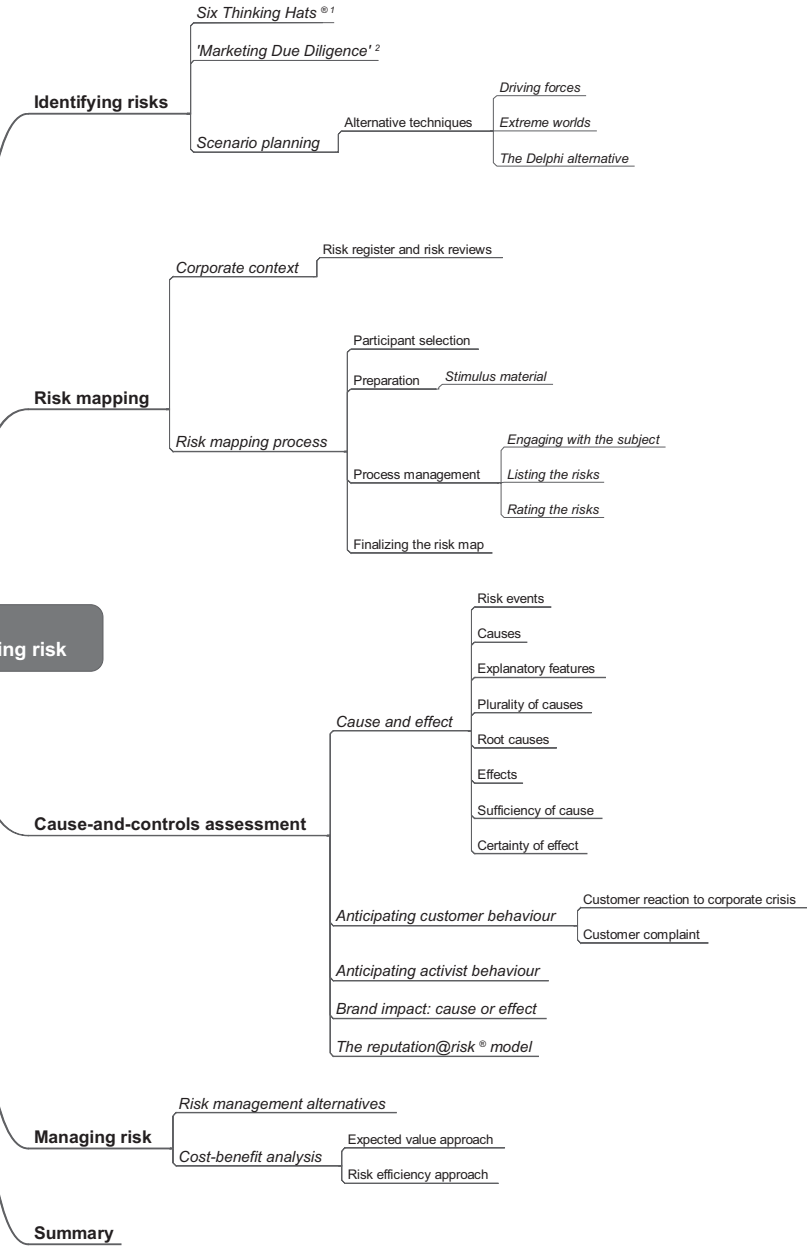 Six Thinking Hats ® 1
'Marketing Due Diligence' 2
Identifying risks
Scenario planning
Alternative techniques
Driving forces
Extreme worlds
The Delphi alternative
Risk mapping
Corporate context
Risk register and risk reviews
Risk mapping process
Participant selection
Preparation
Stimulus material
Process management
Engaging with the subject
Listing the risks
Rating the risks
Finalizing the risk map
ing risk
Cause-and-controls assessment
Cause and effect
Risk events
Causes
Explanatory features
Plurality of causes
Root causes
Effects
Sufficiency of cause
Certainty of effect
Anticipating customer behaviour
Customer reaction to corporate crisis
Customer complaint
Anticipating activist behaviour
Brand impact: cause or effect
The reputation@risk ® model
Managing risk
Risk management alternatives
Cost-benefit analysis
Expected value approach
Risk efficiency approach
Summary